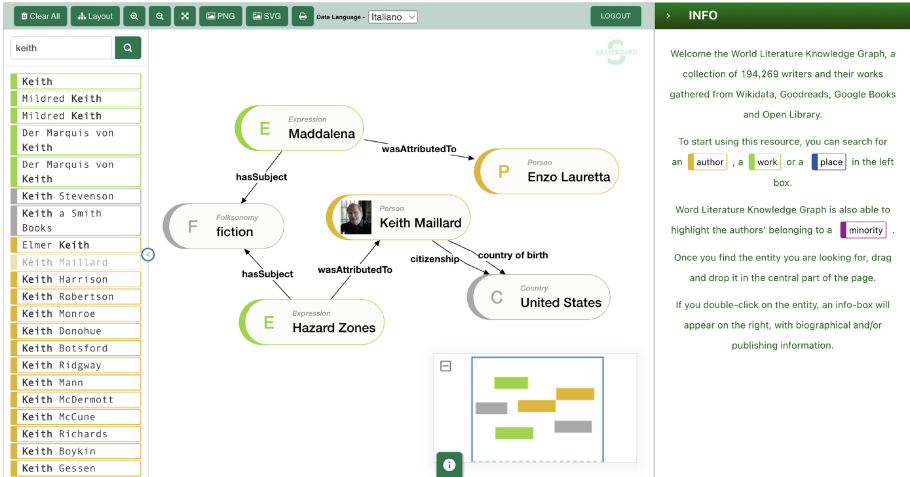 Clear All
Layout
PNG
SVG
Data Language -
Italiano
LOGOUT
INFO
keith
Keith
Mildred Keith
Mildred Keith
Der Marquis von
Keith
Der Marquis von
Keith
Keith Stevenson
Keith a Smith
Books
Elmer Keith
Keith Maillard
Keith Harrison
Keith Robertson
Keith Monroe
Keith Donohue
Keith Botsford
Keith Ridgway
Keith Mann
Keith McDermott
Keith McCune
Keith Richards
Keith Boykin
Keith Gessen
S
SKATEBOARD
E
Expression
Maddalena
wasAttributedTo
P
Person
Enzo Lauretta
hasSubject
F
Folksonomy
fiction
Person
Keith Maillard
citizenship
country of birth
hasSubject
wasAttributedTo
C
Country
United States
E
Expression
Hazard Zones
Welcome the World Literature Knowledge Graph, a
collection of 194,269 writers and their works
gathered from Wikidata, Goodreads, Google Books
and Open Library.
To start using this resource, you can search for
an author , a work or a place in the left
box.
Word Literature Knowledge Graph is also able to
highlight the authors' belonging to a minority .
Once you find the entity you are looking for, drag
and drop it in the central part of the page.
If you double-click on the entity, an info-box will
appear on the right, with biographical and/or
publishing information.